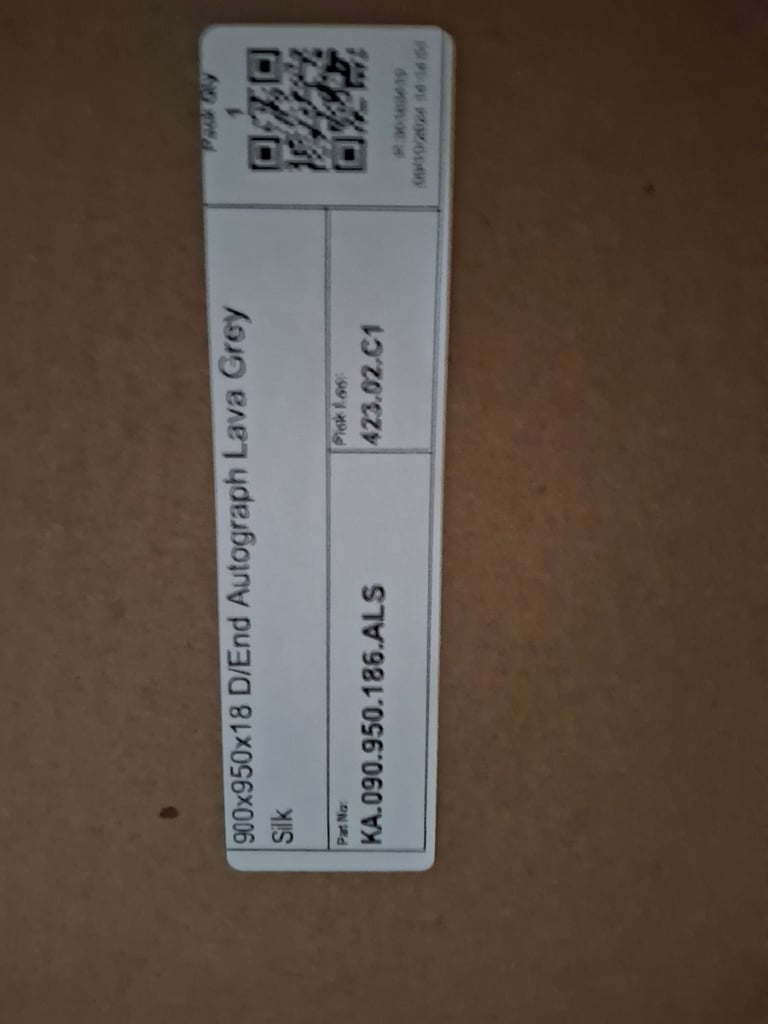 900x950x18 D/End Autograph Lava Grey
Silk
Part No:
KA.090.950.186.ALS
Pick Loc:
423.02.C1
Pick Qty
1